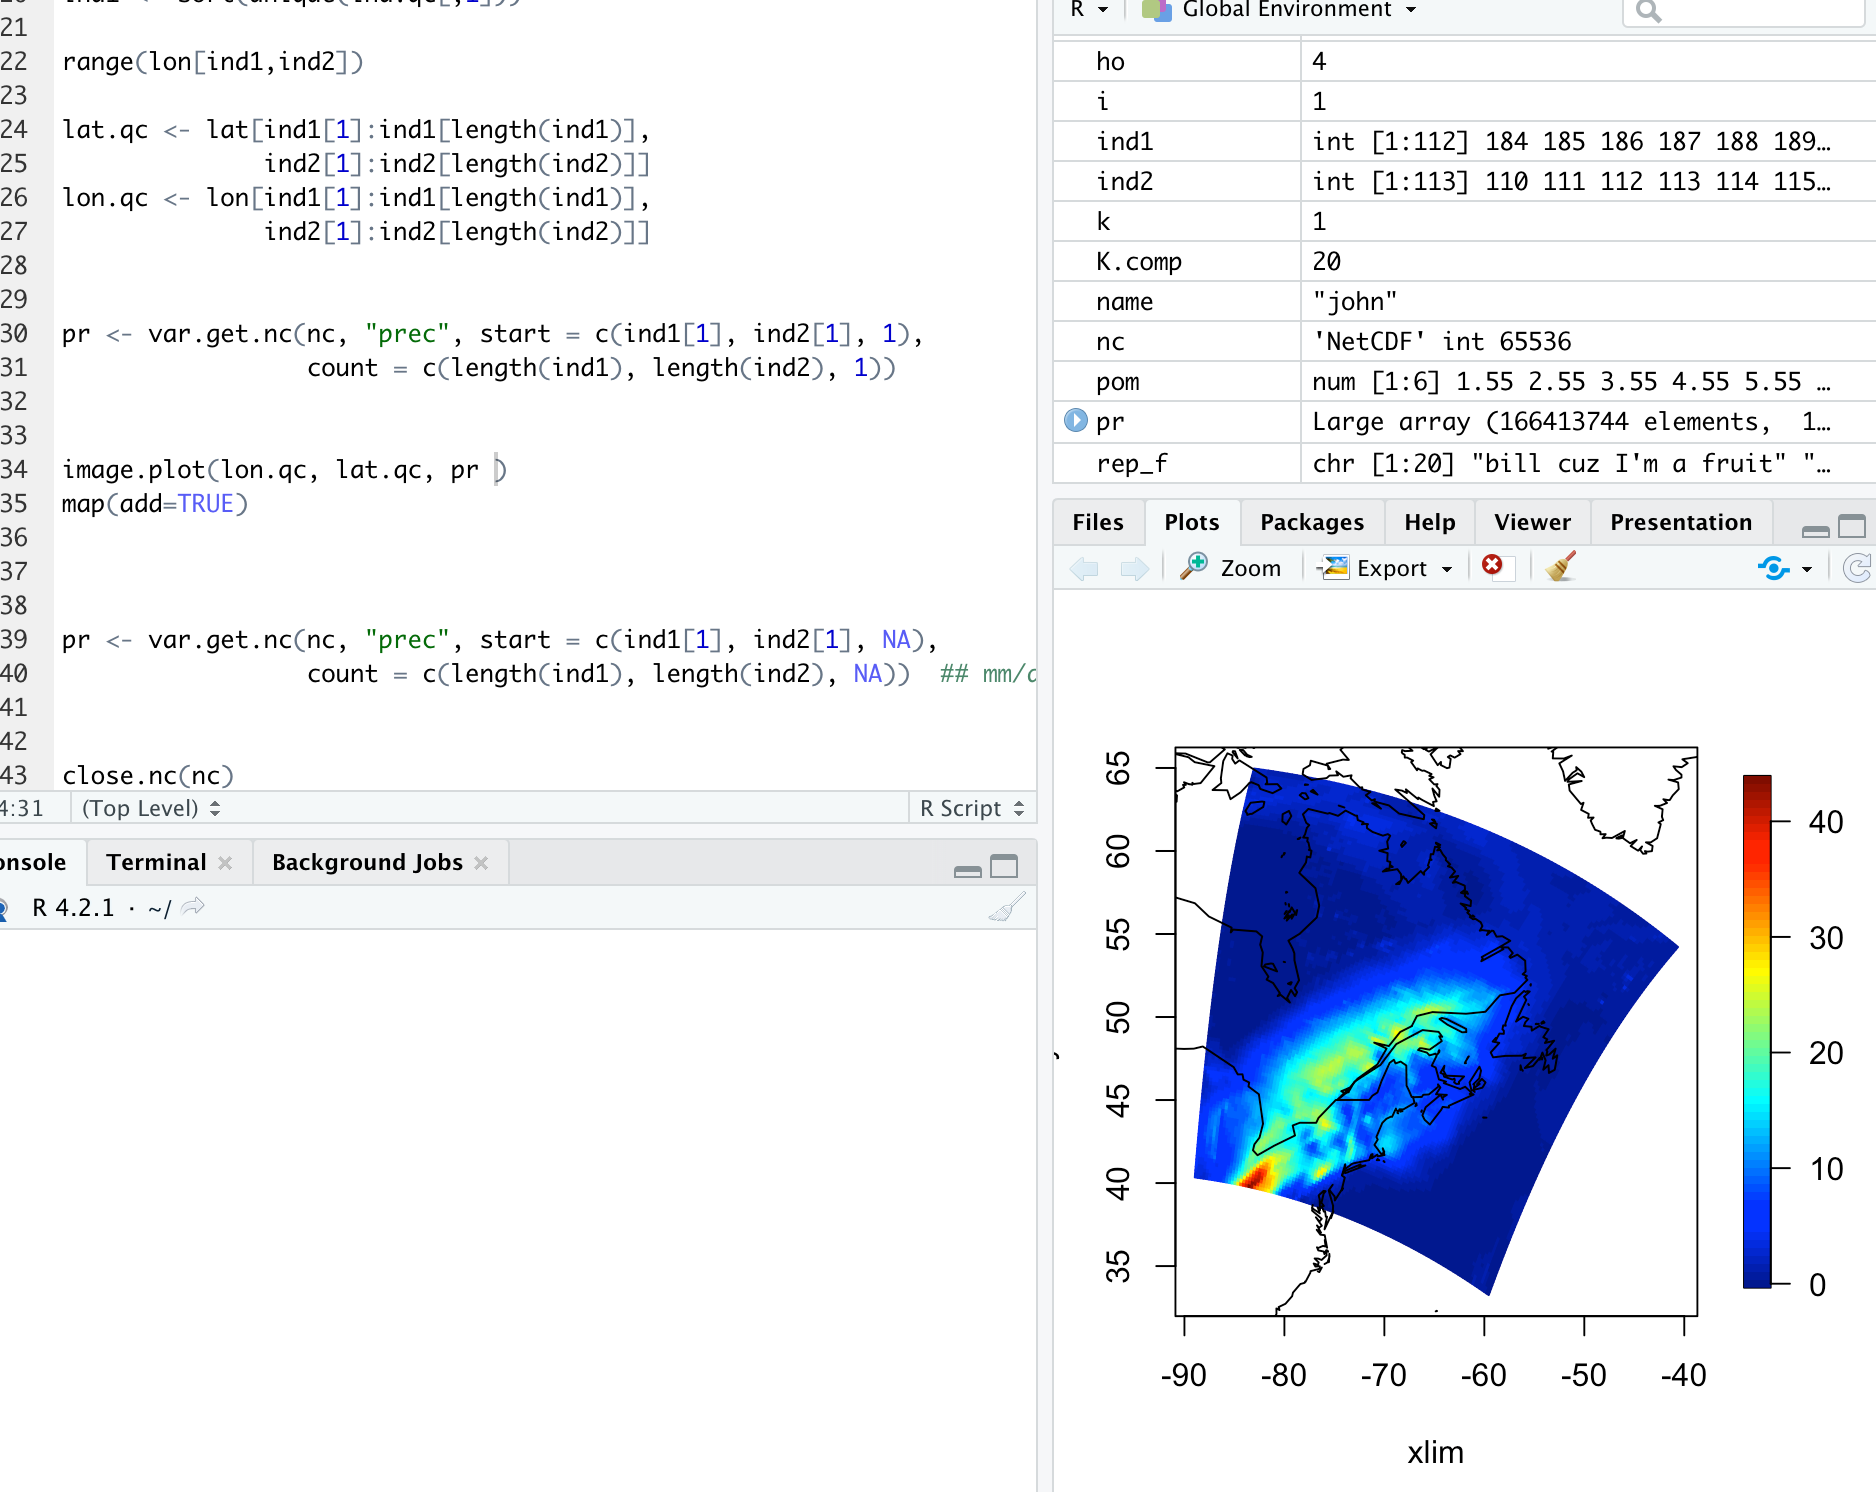 21
22 range(lon[ind1,ind2])
23
24 lat.qc <- lat[ind1[1]:ind1[length(ind1)],
25 ind2[1]:ind2[length(ind2)]]
26 lon.qc <- lon[ind1[1]:ind1[length(ind1)],
27 ind2[1]:ind2[length(ind2)]]
28
29
30 pr <- var.get.nc(nc, "prec", start = c(ind1[1], ind2[1], 1),
31 count = c(length(ind1), length(ind2), 1))
32
33
34 image.plot(lon.qc, lat.qc, pr )
35 map(add=TRUE)
36
37
38
39 pr <- var.get.nc(nc, "prec", start = c(ind1[1], ind2[1], NA),
40 count = c(length(ind1), length(ind2), NA)) ## mm/
41
42
43 close.nc(nc)
4:31 (Top Level) R Script
onsole Terminal Background Jobs
R 4.2.1 · ~/
R Global Environment
ho 4
i 1
ind1 int [1:112] 184 185 186 187 188 189…
ind2 int [1:113] 110 111 112 113 114 115…
k 1
K.comp 20
name "john"
nc 'NetCDF' int 65536
pom num [1:6] 1.55 2.55 3.55 4.55 5.55 …
pr Large array (166413744 elements, 1…
rep_f chr [1:20] "bill cuz I'm a fruit" "…
Files Plots Packages Help Viewer Presentation
Zoom Export
65
60
55
50
45
40
35
40
30
20
10
0
-90 -80 -70 -60 -50 -40
xlim